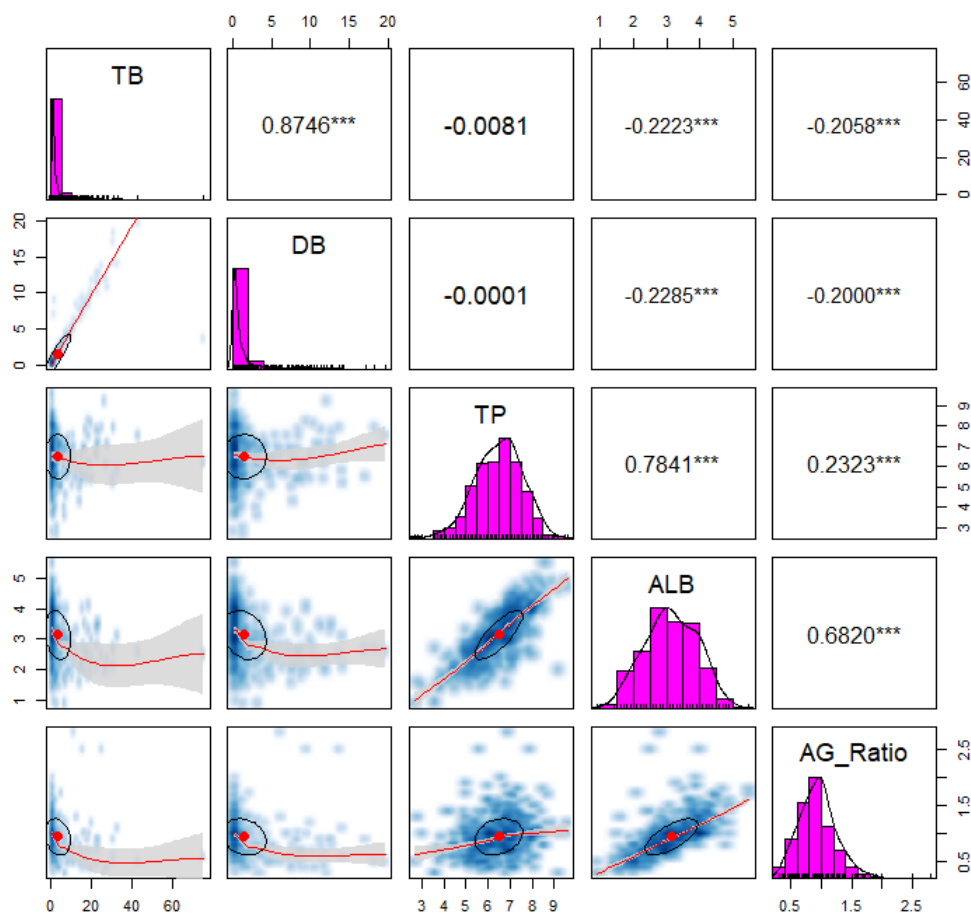 0 5 10 15 20
1 2 3 4 5
TB
0.8746***
-0.0081
-0.2223***
-0.2058***
0 20 40 60
0 5 10 15 20
DB
-0.0001
-0.2285***
-0.2000***
TP
0.7841***
0.2323***
3 4 5 6 7 8 9
1 2 3 4 5
ALB
0.6820***
AG_Ratio
0.5 1.5 2.5
0 20 40 60
3 4 5 6 7 8 9
0.5 1.5 2.5